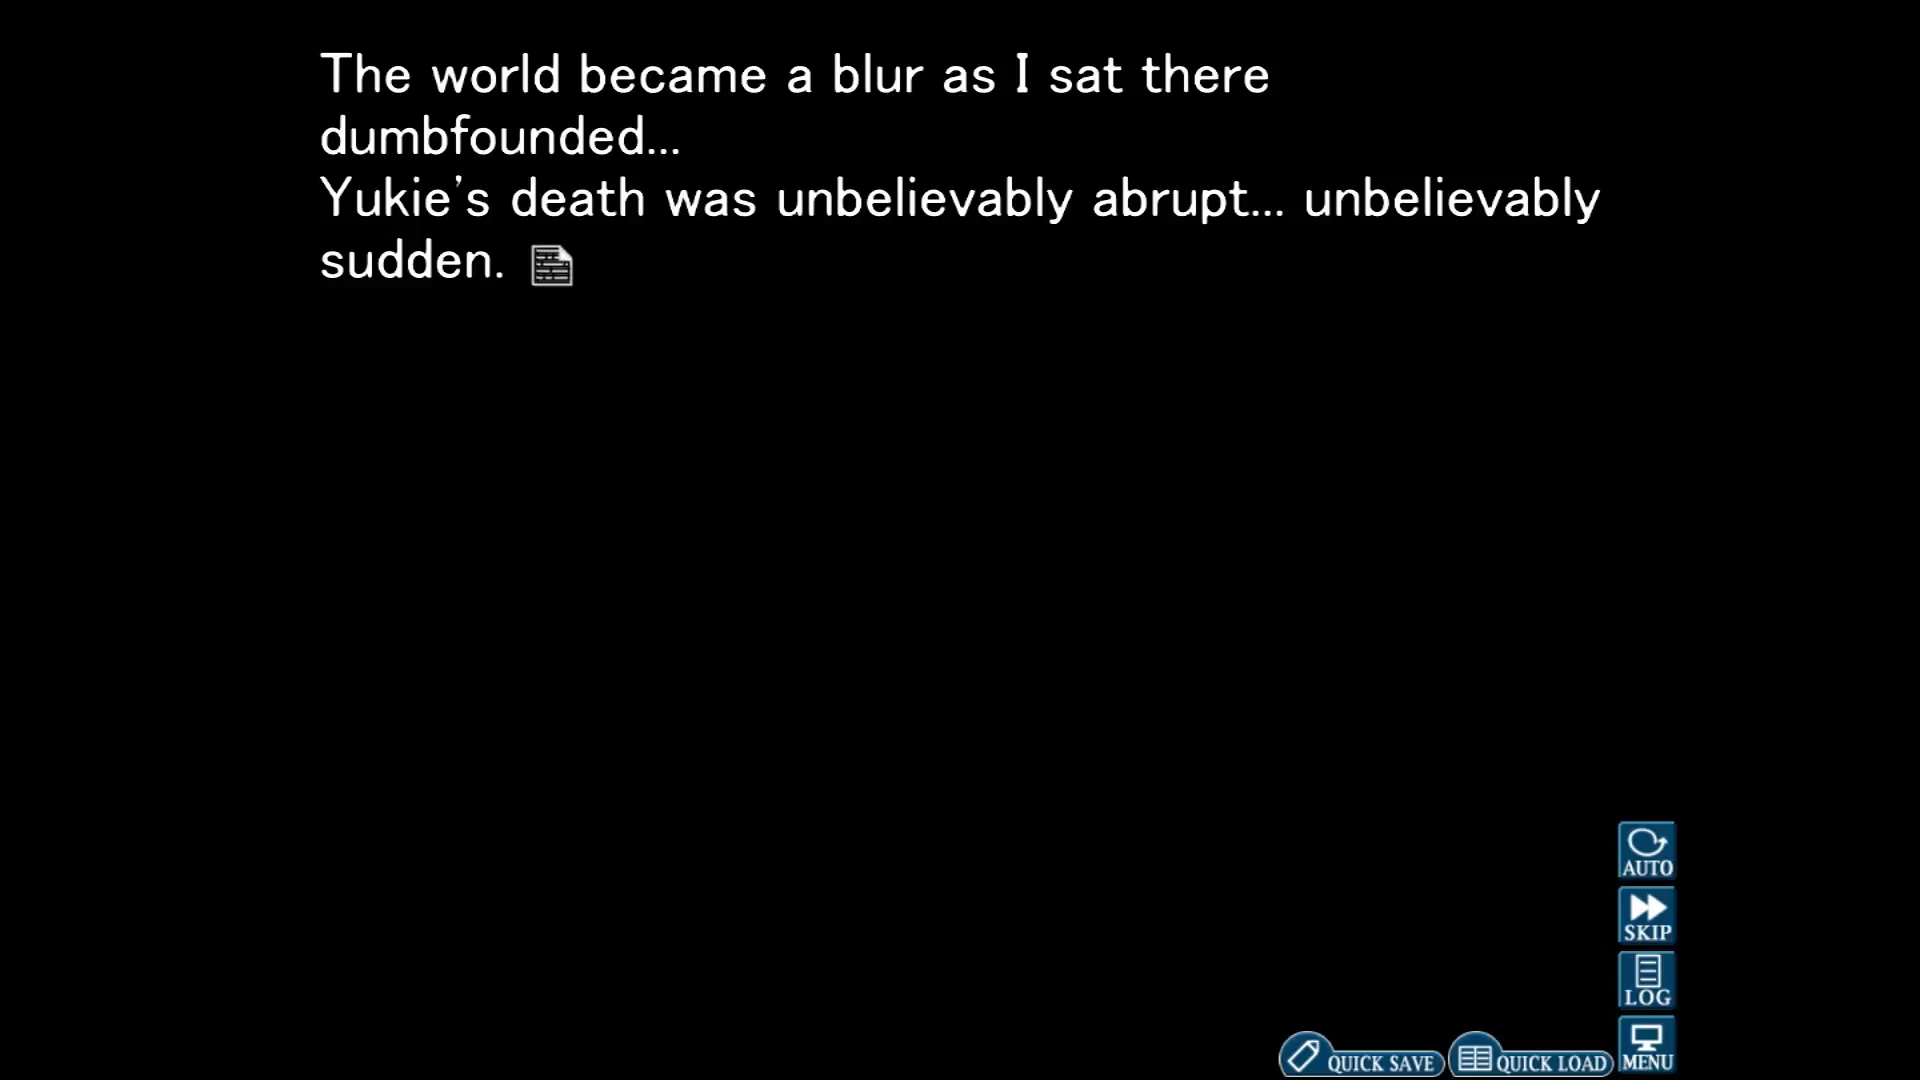 The world became a blur as I sat there
dumbfounded...
Yukie's death was unbelievably abrupt... unbelievably
sudden.
AUTO
SKIP
LOG
QUICK SAVE
QUICK LOAD
MENU